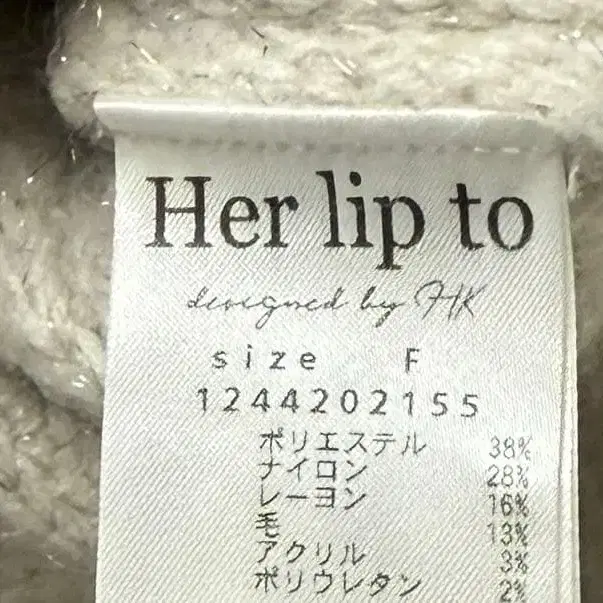 Her lip to
designed by HK
size F
1244202155
ポリエステル 38%
ナイロン 28%
レーヨン 16%
毛 13%
アクリル 3%
ポリウレタン 2%